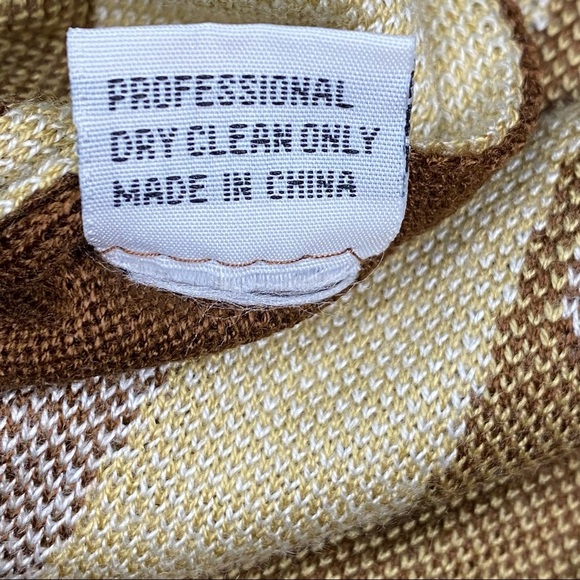 PROFESSIONAL
DRY CLEAN ONLY
MADE IN CHINA